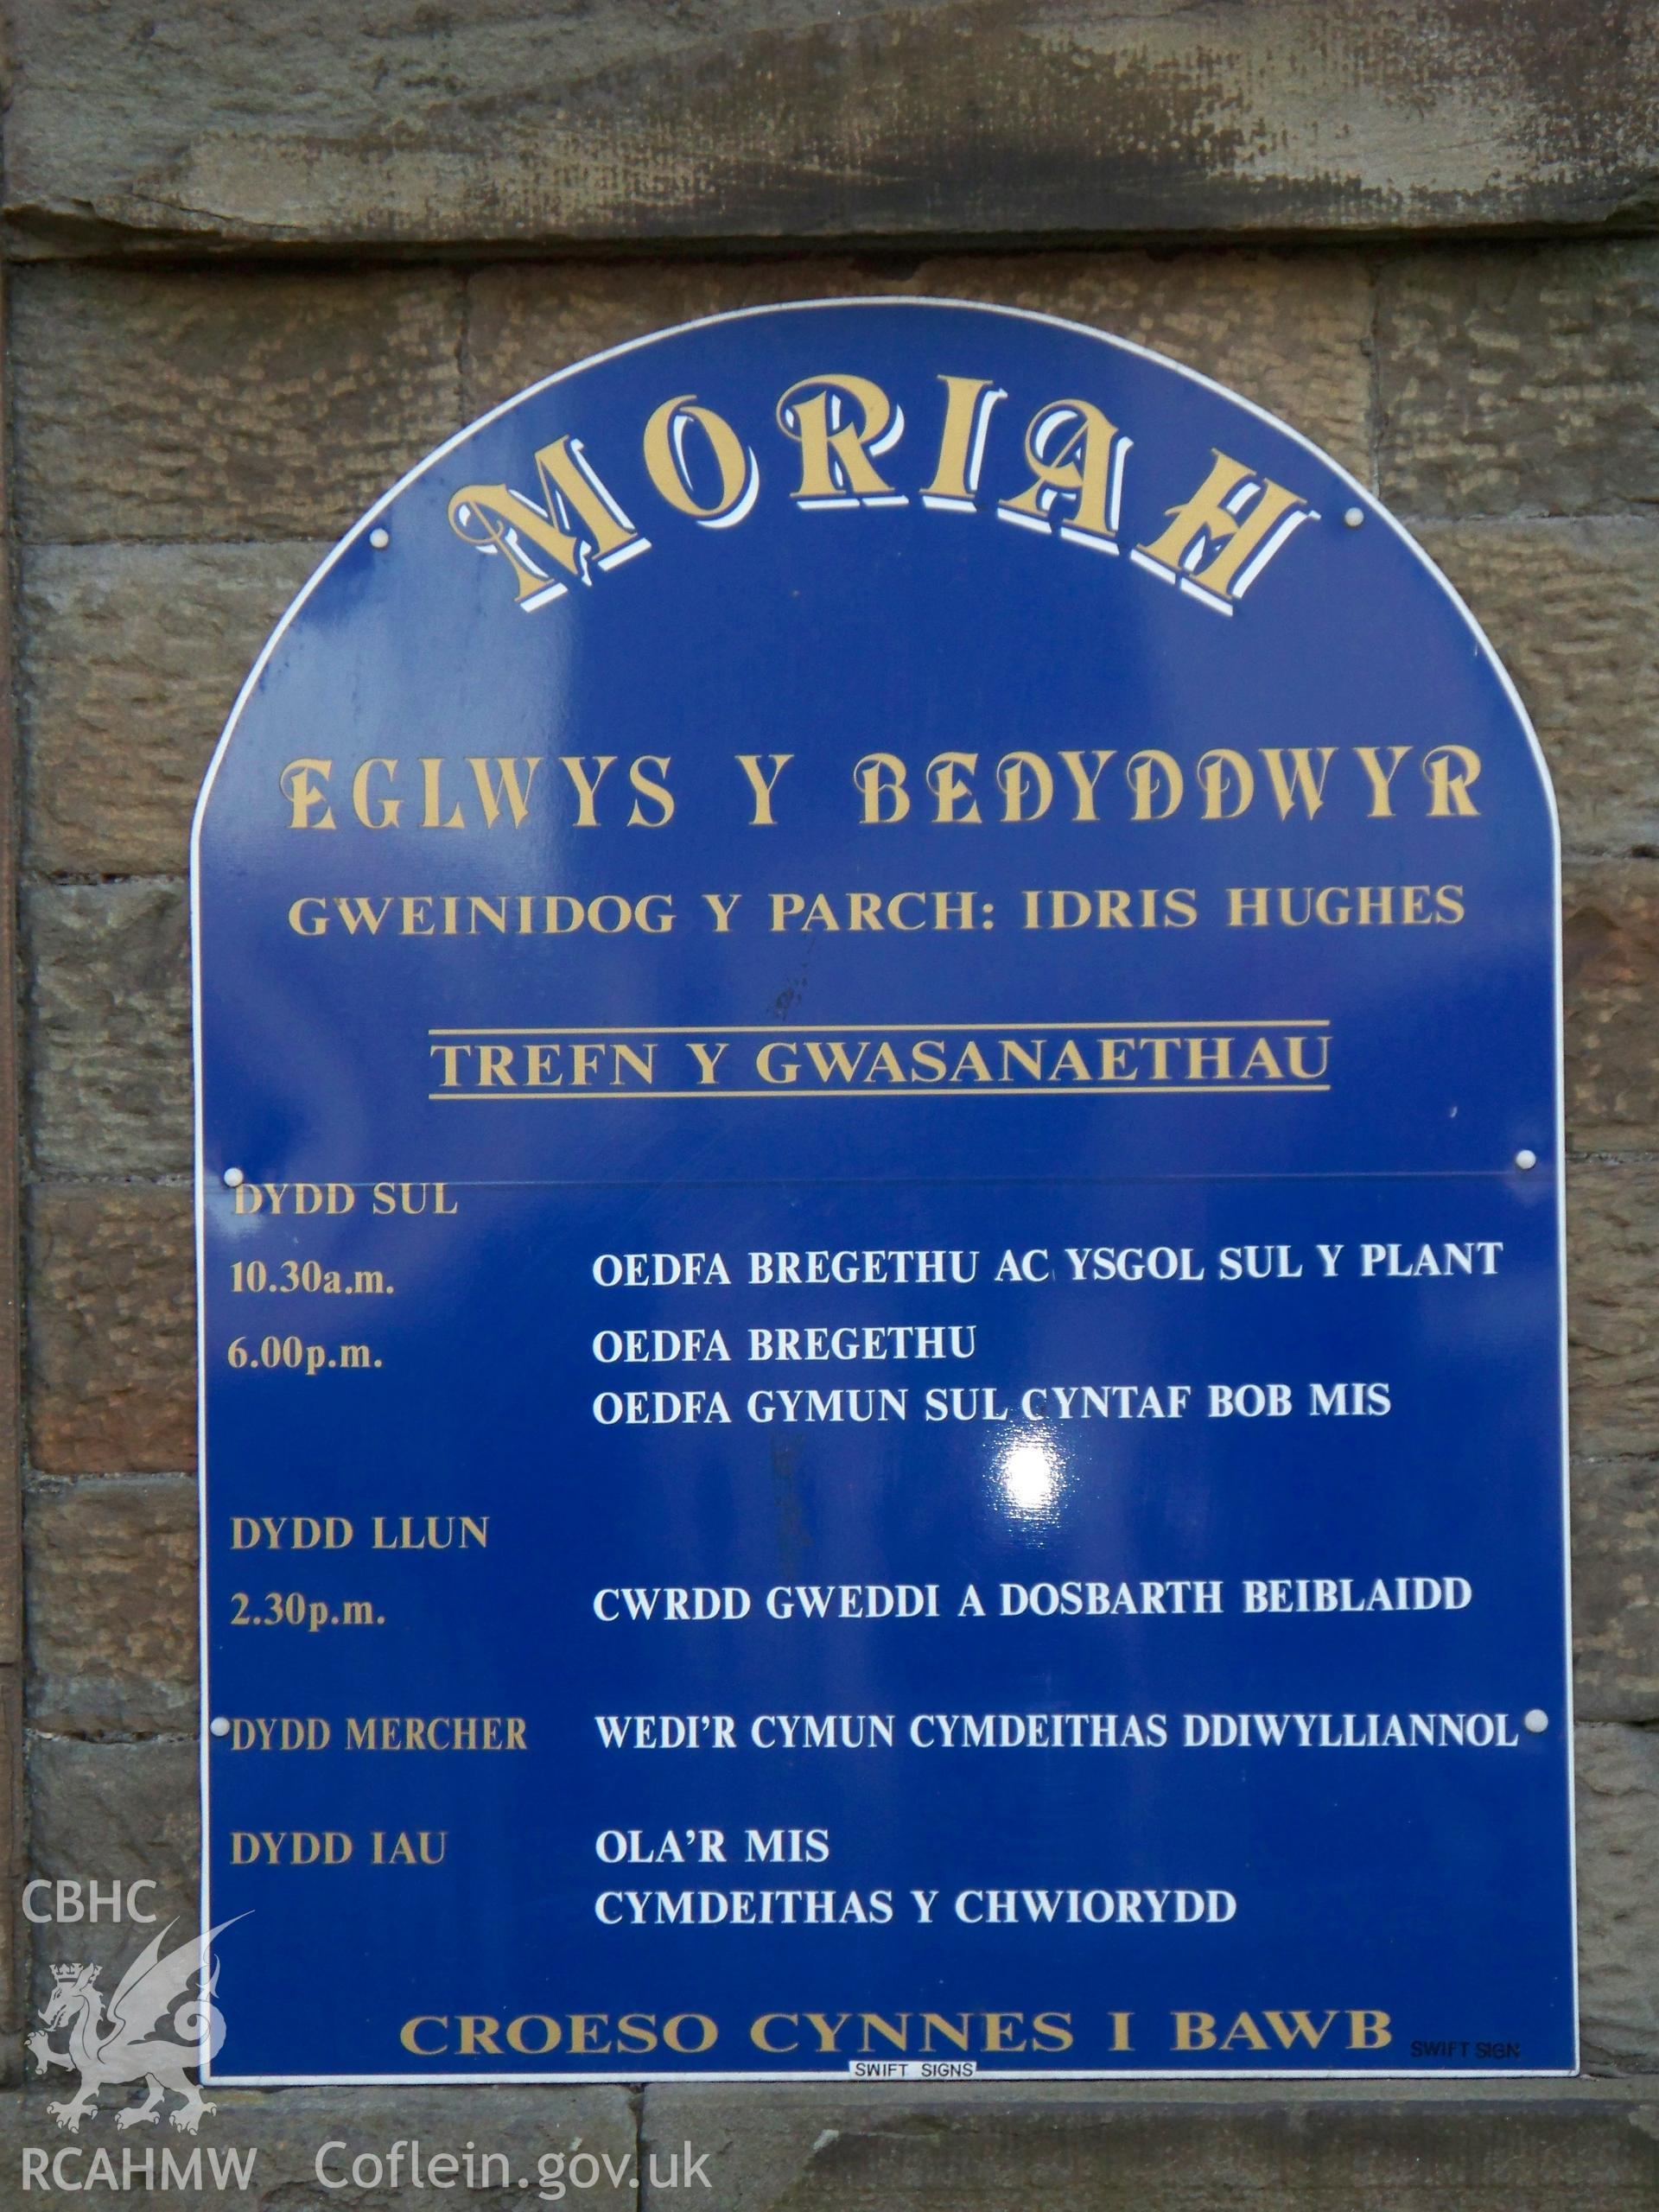 MORIAH
EGLWYS Y BEDYDDWYR
GWEINIDOG Y PARCH: IDRIS HUGHES
TREFN Y GWASANAETHAU
DYDD SUL
10.30a.m. OEDFA BREGETHU AC YSGOL SUL Y PLANT
6.00p.m. OEDFA BREGETHU
OEDFA GYMUN SUL CYNTAF BOB MIS
DYDD LLUN
2.30p.m. CWRDD GWEDDI A DOSBARTH BEIBLAIDD
DYDD MERCHER WEDI'R CYMUN CYMDEITHAS DDIWYLLIANNOL
DYDD IAU OLA'R MIS
CYMDEITHAS Y CHWIORYDD
CROESO CYNNES I BAWB
SWIFT SIGN
SWIFT SIGNS
CBHC
RCAHMW Coflein.gov.uk